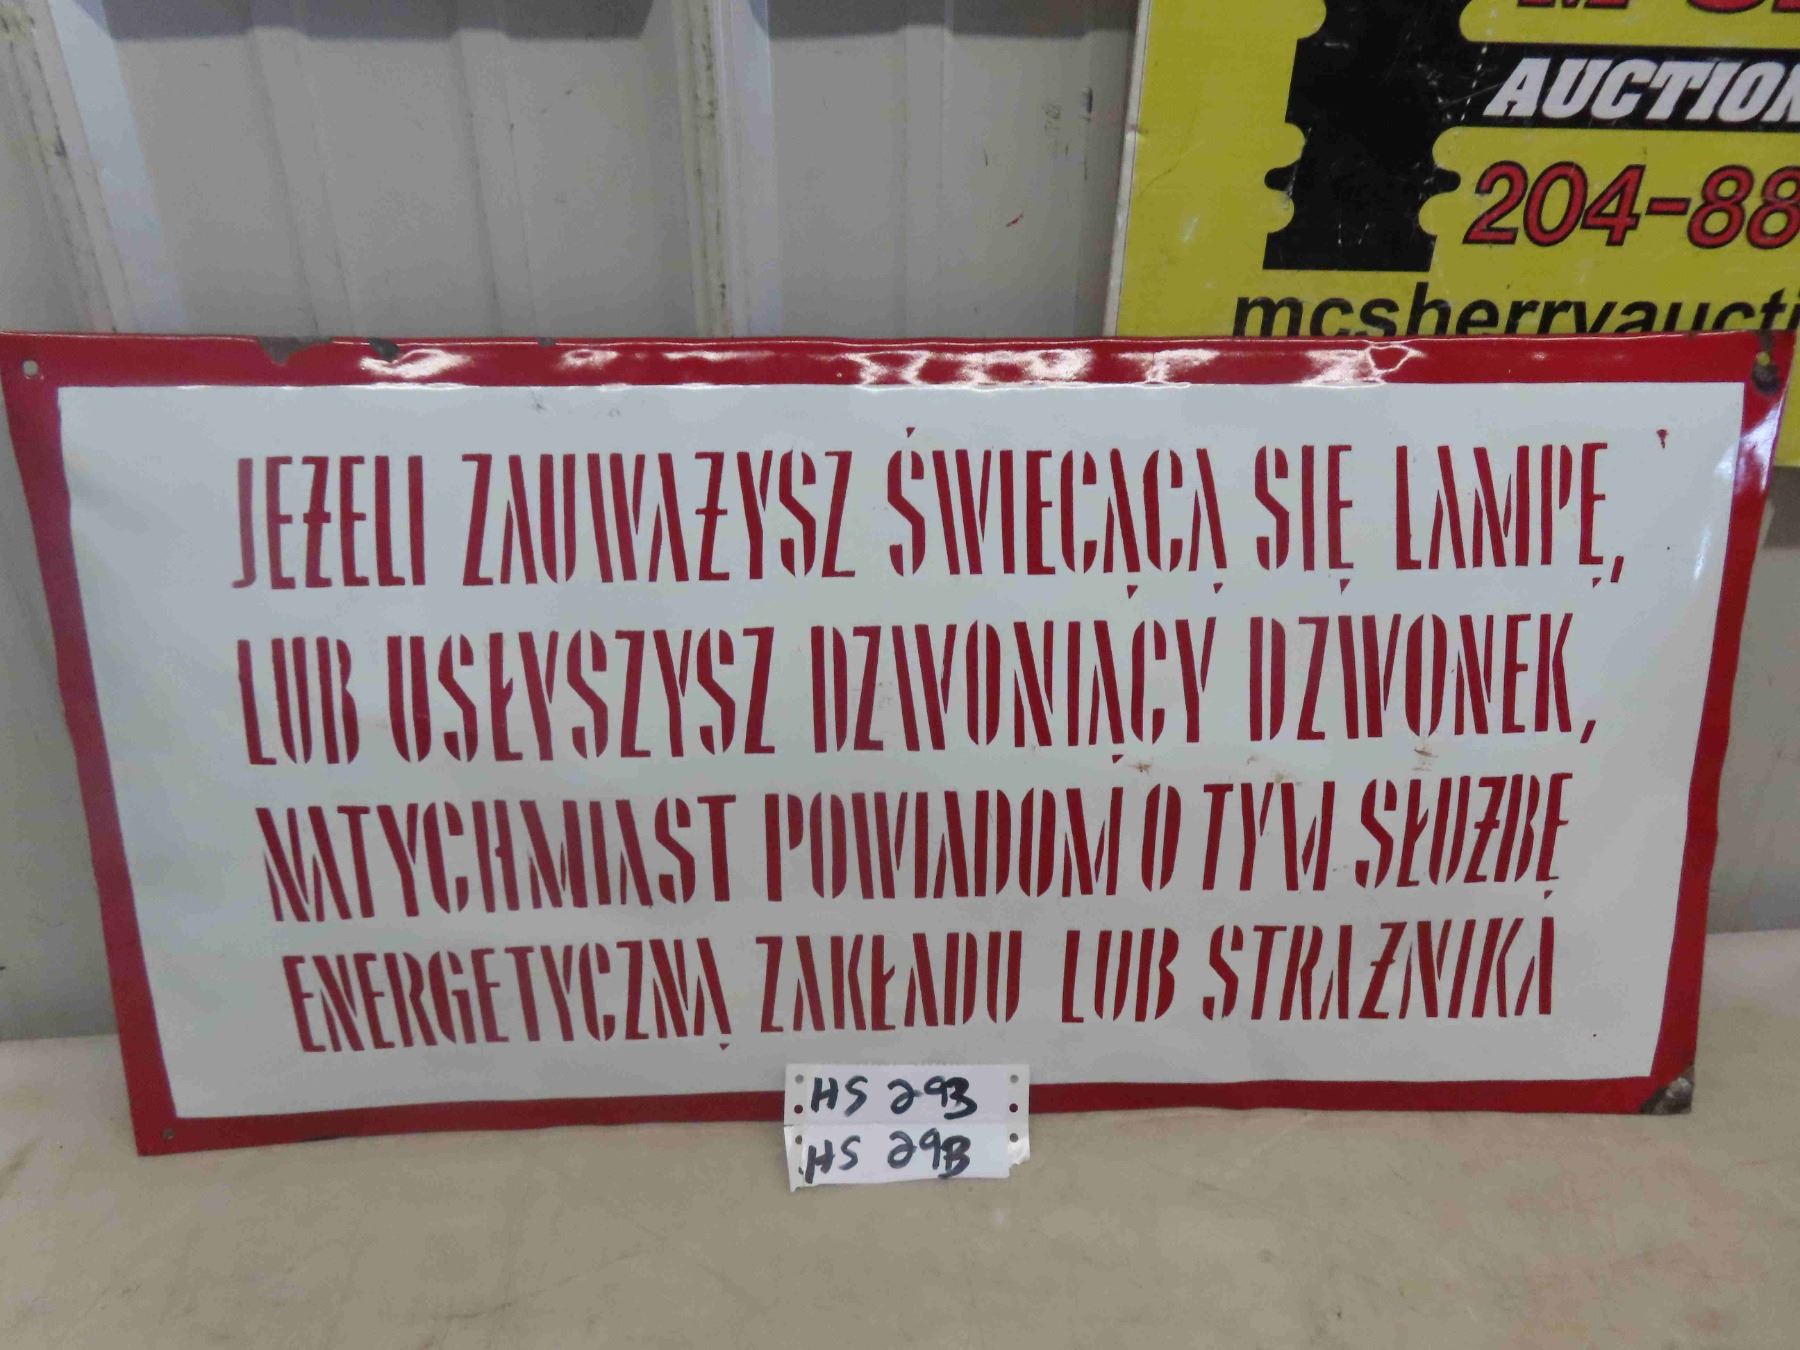 AUCTION
204-88
mcsherryaucti
JEŻELI ZAUWAŻYSZ ŚWIECĄCĄ SIĘ LAMPĘ,
LUB USŁYSZYSZ DZWONIĄCY DZWONEK,
NATYCHMIAST POWIADOM O TYM SŁUŻBĘ
ENERGETYCZNĄ ZAKŁADU LUB STRAŻNIKA
HS 293
HS 293